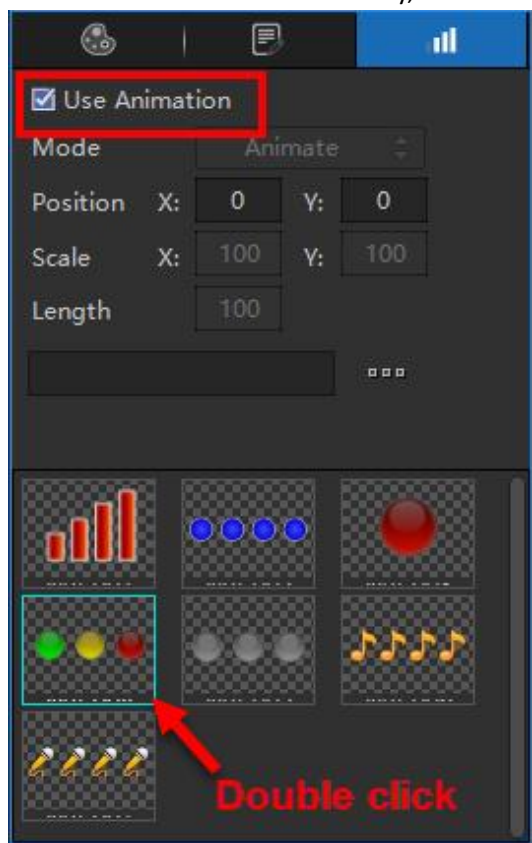 Use Animation
Mode Animate
Position X: 0 Y: 0
Scale X: 100 Y: 100
Length 100
Double click